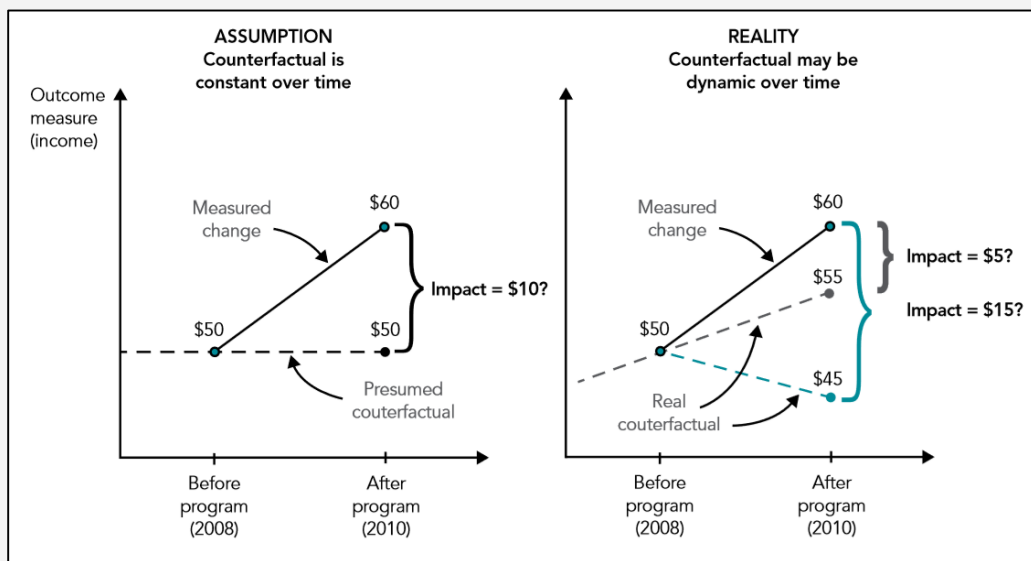 ASSUMPTION
Counterfactual is
constant over time
Outcome
measure
(income)
Measured
change
$60
$50
Impact = $10?
$50
Presumed
couterfactual
Before
program
(2008)
After
program
(2010)
REALITY
Counterfactual may be
dynamic over time
Measured
change
$60
Impact = $5?
$55
Impact = $15?
$50
$45
Real
couterfactual
Before
program
(2008)
After
program
(2010)